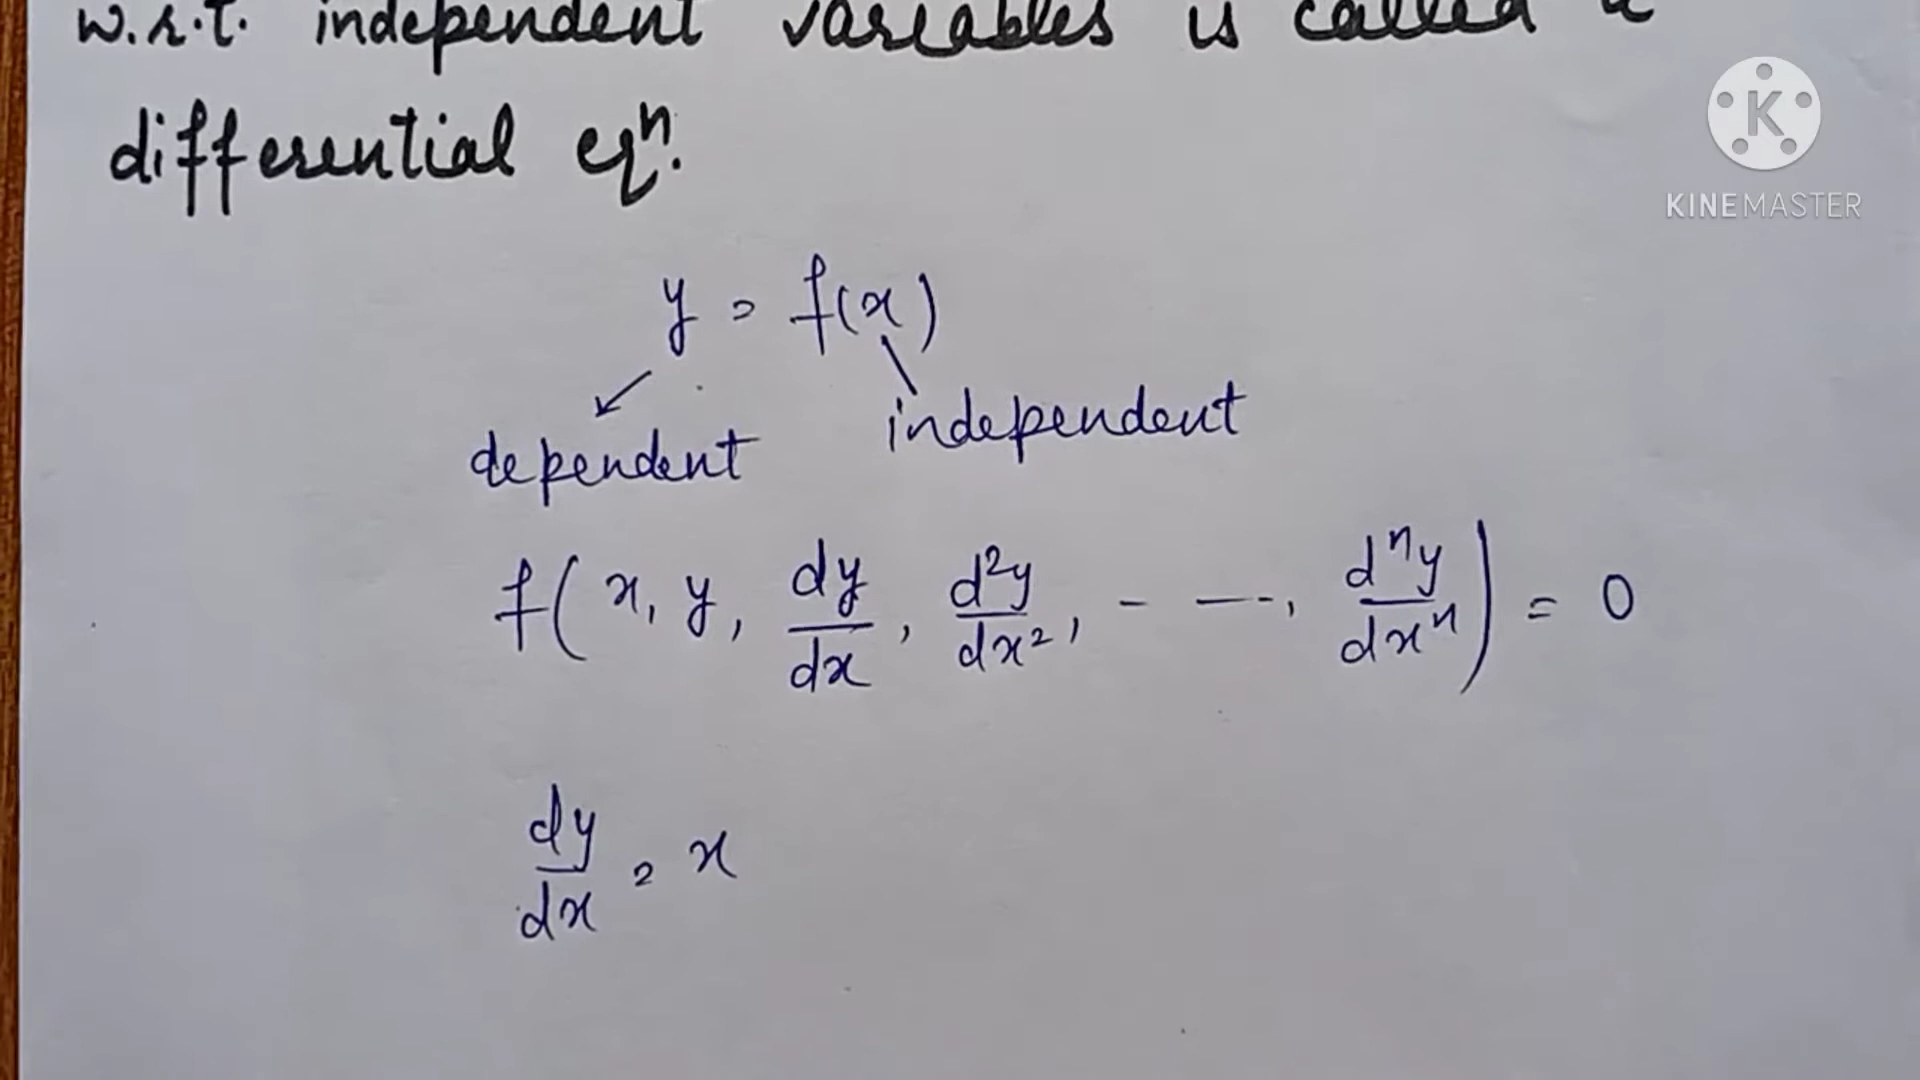 w.r.t. independent variables is called a
differential eqⁿ.
K
KINEMASTER
y = f(x)
dependent independent
f(x, y, dy/dx, d²y/dx², - ---, dⁿy/dxⁿ) = 0
dy/dx = x